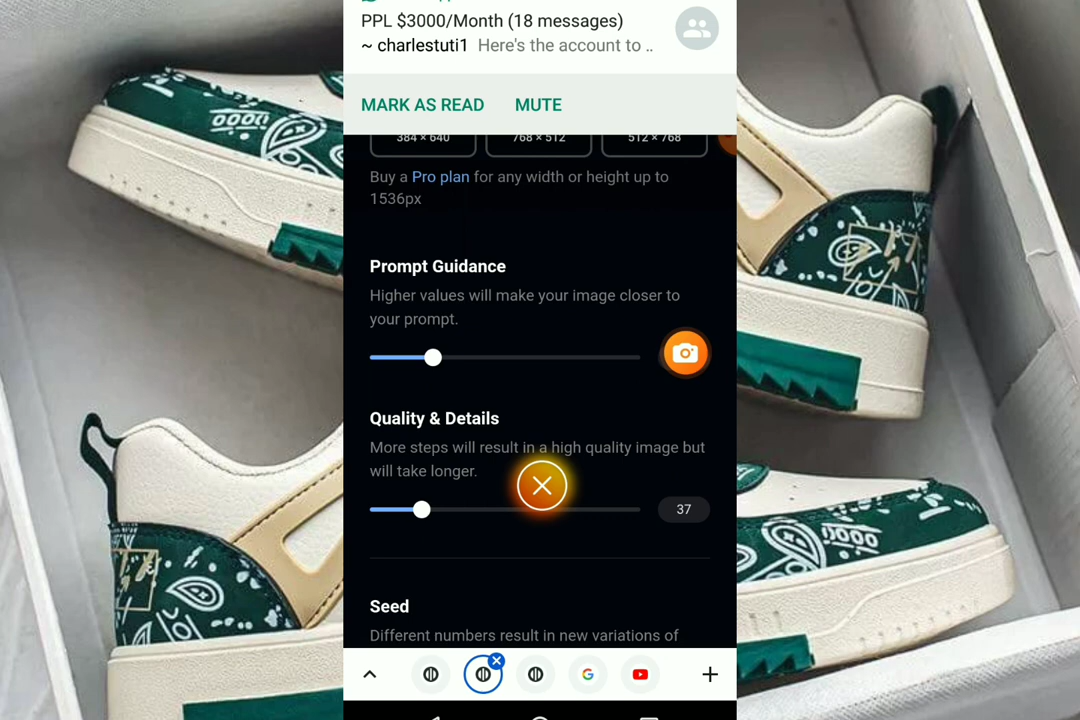 PPL $3000/Month (18 messages)
~ charlestuti1 Here's the account to ..
MARK AS READ MUTE
384 × 640 768 × 512 512 × 768
Buy a Pro plan for any width or height up to
1536px
Prompt Guidance
Higher values will make your image closer to
your prompt.
Quality & Details
More steps will result in a high quality image but
will take longer.
37
Seed
Different numbers result in new variations of